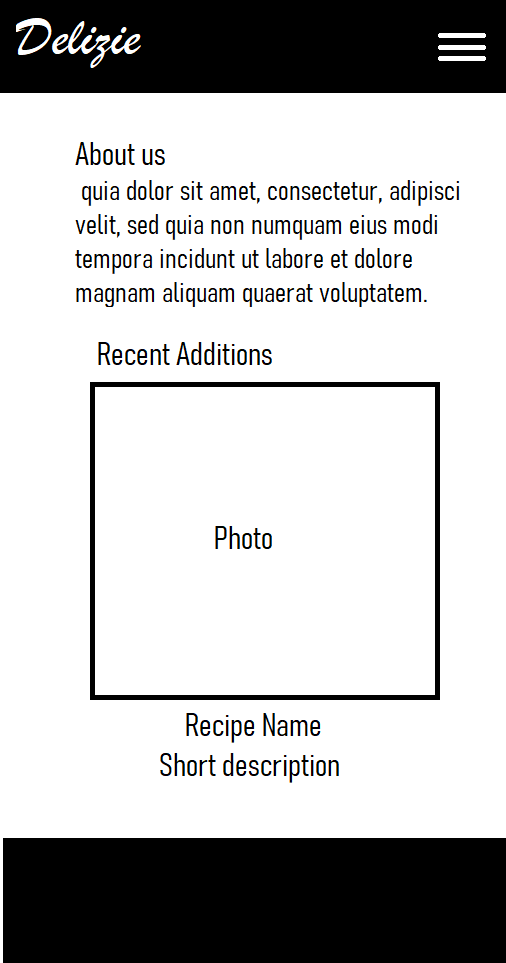 Delizie
About us
quia dolor sit amet, consectetur, adipisci
velit, sed quia non numquam eius modi
tempora incidunt ut labore et dolore
magnam aliquam quaerat voluptatem.
Recent Additions
Photo
Recipe Name
Short description